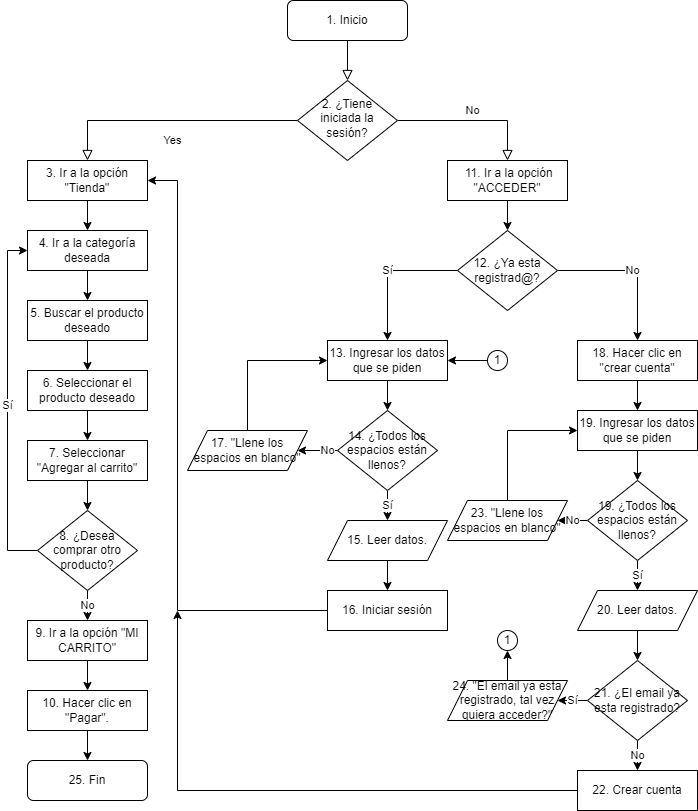 1. Inicio
2. ¿Tiene
iniciada la
sesión?
Yes
No
3. Ir a la opción
"Tienda"
4. Ir a la categoría
deseada
5. Buscar el producto
deseado
6. Seleccionar el
producto deseado
Sí
7. Seleccionar
"Agregar al carrito"
8. ¿Desea
comprar otro
producto?
No
9. Ir a la opción "MI
CARRITO"
10. Hacer clic en
"Pagar".
25. Fin
11. Ir a la opción
"ACCEDER"
12. ¿Ya esta
registrad@?
Sí
No
13. Ingresar los datos
que se piden
1
14. ¿Todos los
espacios están
llenos?
No
17. "Llene los
espacios en blanco"
Sí
15. Leer datos.
16. Iniciar sesión
18. Hacer clic en
"crear cuenta"
19. Ingresar los datos
que se piden
19. ¿Todos los
espacios están
llenos?
No
23. "Llene los
espacios en blanco"
Sí
20. Leer datos.
21. ¿El email ya
esta registrado?
Sí
24. "El email ya esta
registrado, tal vez
quiera acceder?"
1
No
22. Crear cuenta